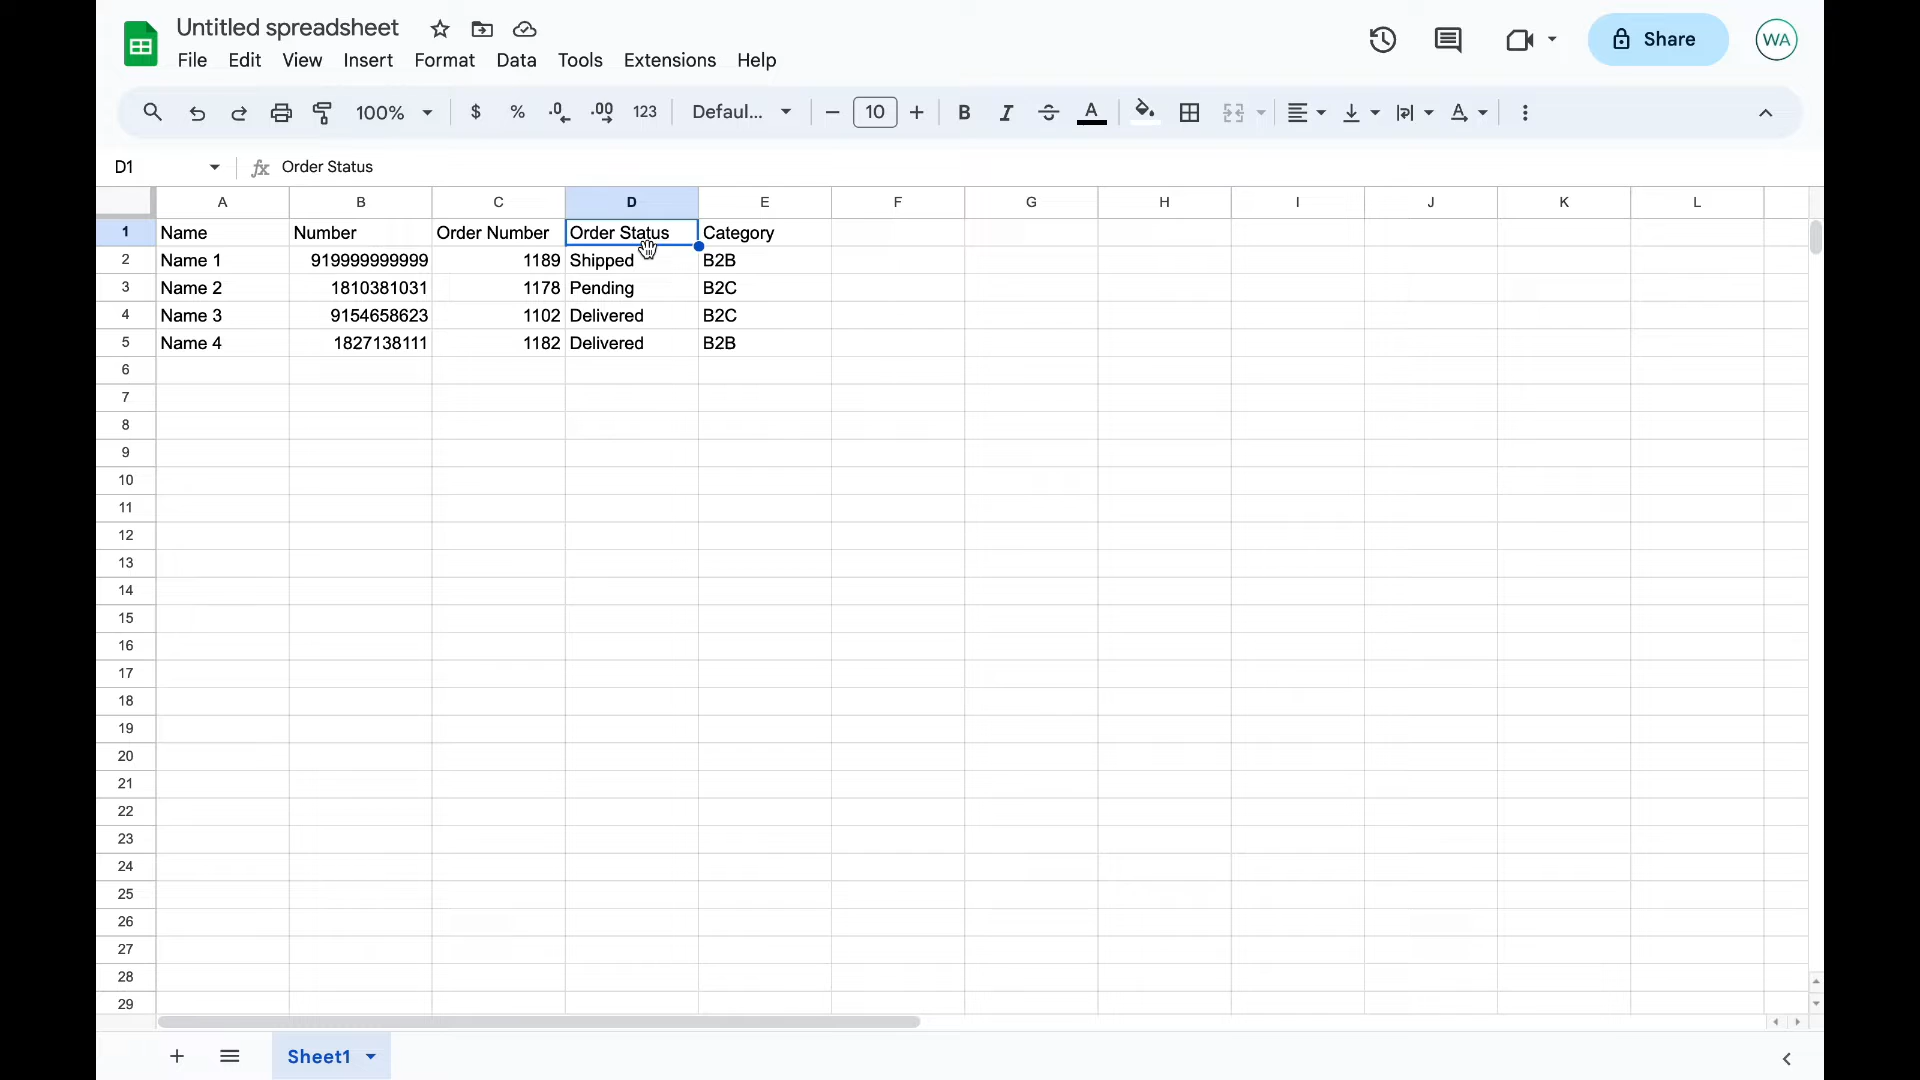 Untitled spreadsheet
File Edit View Insert Format Data Tools Extensions Help
Share
WA
100% $ % .0 .00 123 Defaul... 10 B I A A
D1 fx Order Status
A B C D E F G H I J K L
1 Name Number Order Number Order Status Category
2 Name 1 919999999999 1189 Shipped B2B
3 Name 2 1810381031 1178 Pending B2C
4 Name 3 9154658623 1102 Delivered B2C
5 Name 4 1827138111 1182 Delivered B2B
6
7
8
9
10
11
12
13
14
15
16
17
18
19
20
21
22
23
24
25
26
27
28
29
Sheet1